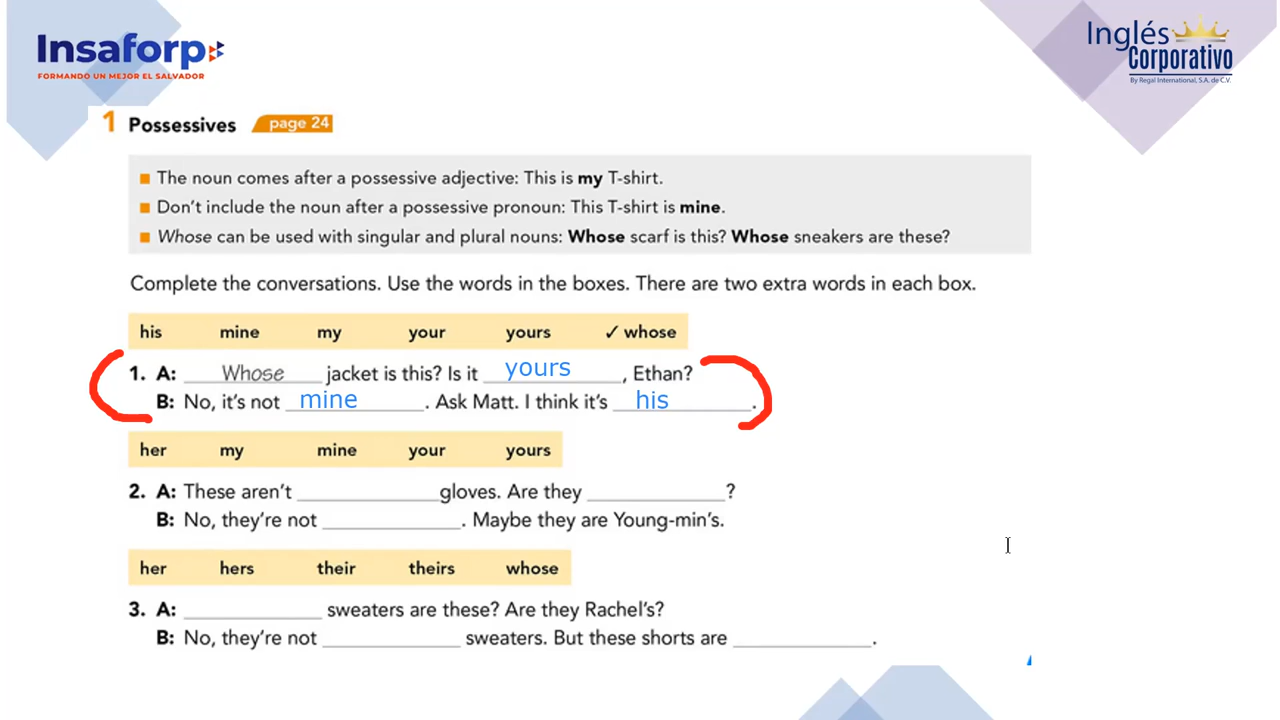 Insaforp
FORMANDO UN MEJOR EL SALVADOR
Inglés
Corporativo
By Regal International, S.A. de C.V.
1 Possessives page 24
The noun comes after a possessive adjective: This is my T-shirt.
Don't include the noun after a possessive pronoun: This T-shirt is mine.
Whose can be used with singular and plural nouns: Whose scarf is this? Whose sneakers are these?
Complete the conversations. Use the words in the boxes. There are two extra words in each box.
his mine my your yours ✓ whose
1. A: Whose jacket is this? Is it yours, Ethan?
B: No, it's not mine. Ask Matt. I think it's his.
her my mine your yours
2. A: These aren't ____________ gloves. Are they ____________?
B: No, they're not ____________. Maybe they are Young-min's.
her hers their theirs whose
3. A: ____________ sweaters are these? Are they Rachel's?
B: No, they're not ____________ sweaters. But these shorts are ____________.